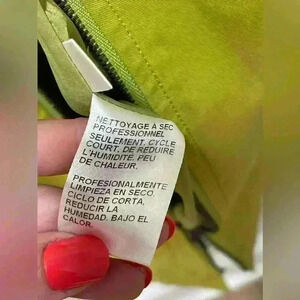 NETTOYAGE À SEC
PROFESSIONNEL
SEULEMENT. CYCLE
COURT. DE RÉDUIRE
L'HUMIDITÉ. PEU
DE CHALEUR.
PROFESIONALMENTE
LIMPIEZA EN SECO.
CICLO DE CORTA.
REDUCIR LA
HUMEDAD. BAJO EL
CALOR.